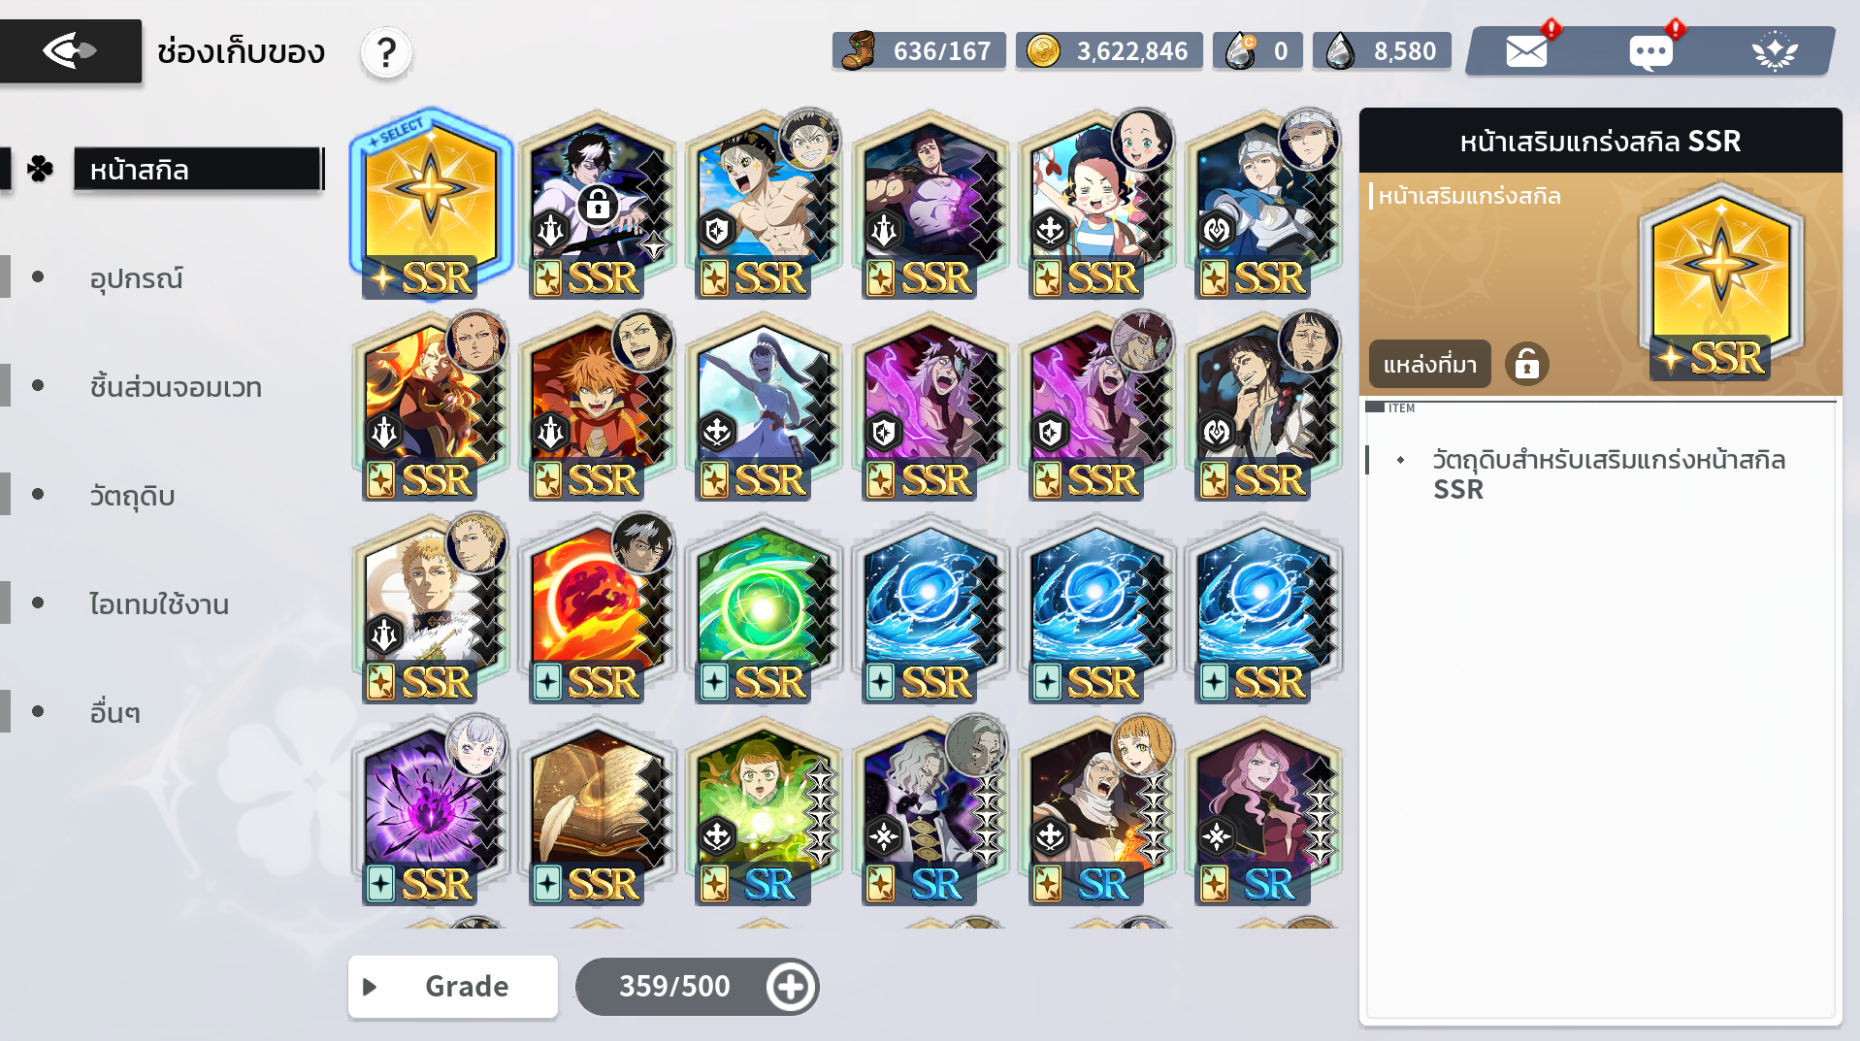 ช่องเก็บของ
?
636/167
3,622,846
0
8,580
หน้าสกิล
อุปกรณ์
ชิ้นส่วนจอมเวท
วัตถุดิบ
ไอเทมใช้งาน
อื่นๆ
+ SELECT
SSR SSR SSR SSR SSR SSR
SSR SSR SSR SSR SSR SSR
SSR SSR SSR SSR SSR SSR
SSR SSR SR SR SR SR
Grade
359/500
หน้าเสริมแกร่งสกิล SSR
หน้าเสริมแกร่งสกิล
แหล่งที่มา
SSR
ITEM
วัตถุดิบสำหรับเสริมแกร่งหน้าสกิล
SSR